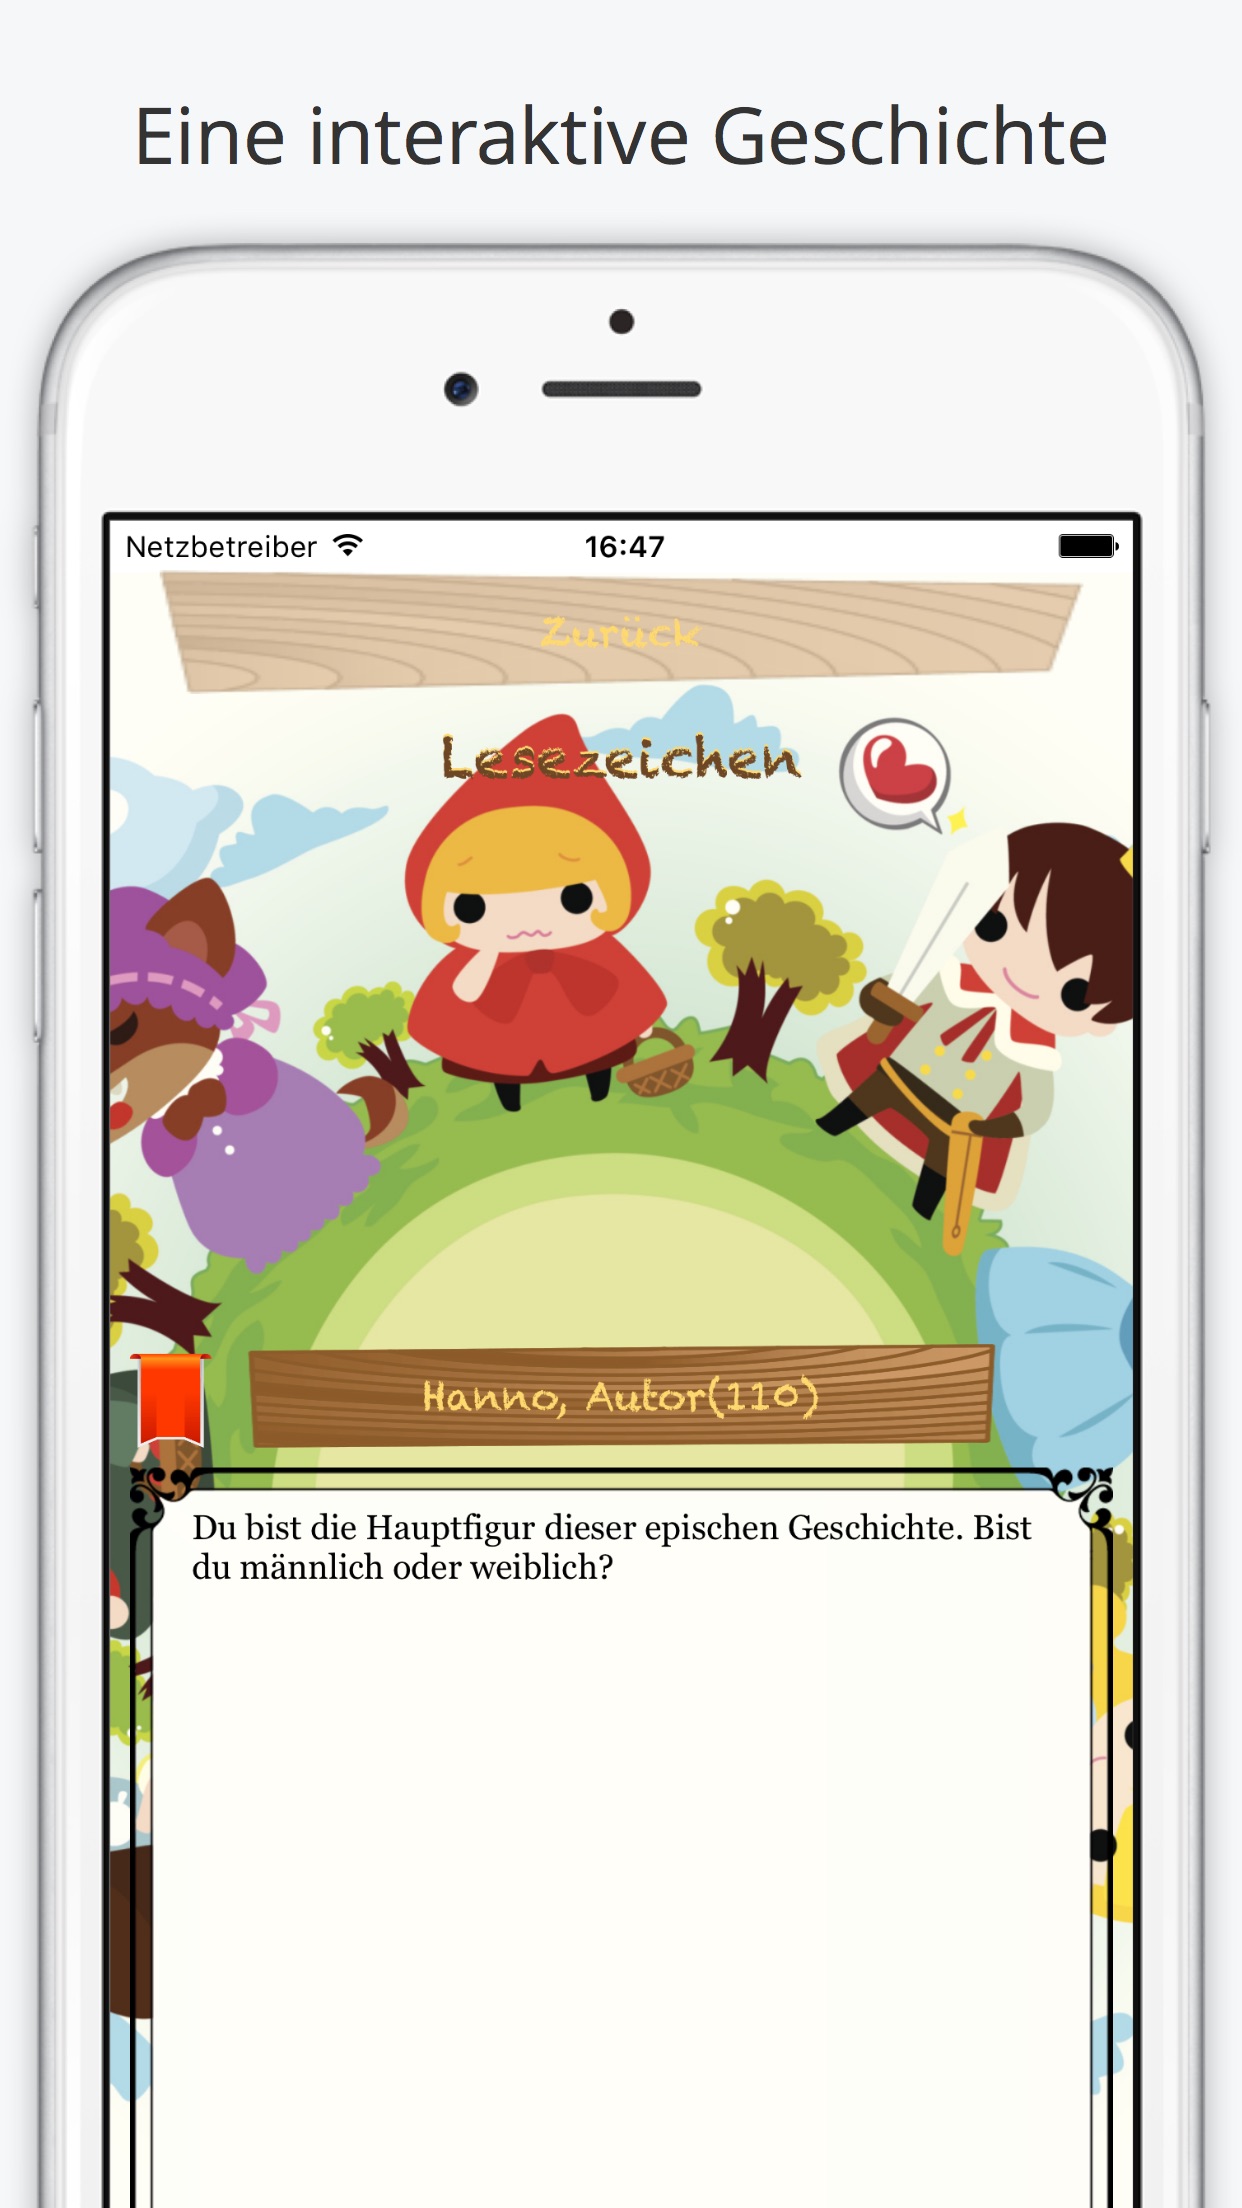 Eine interaktive Geschichte
Netzbetreiber 16:47
Zurück
Lesezeichen
Hanno, Autor(110)
Du bist die Hauptfigur dieser epischen Geschichte. Bist
du männlich oder weiblich?